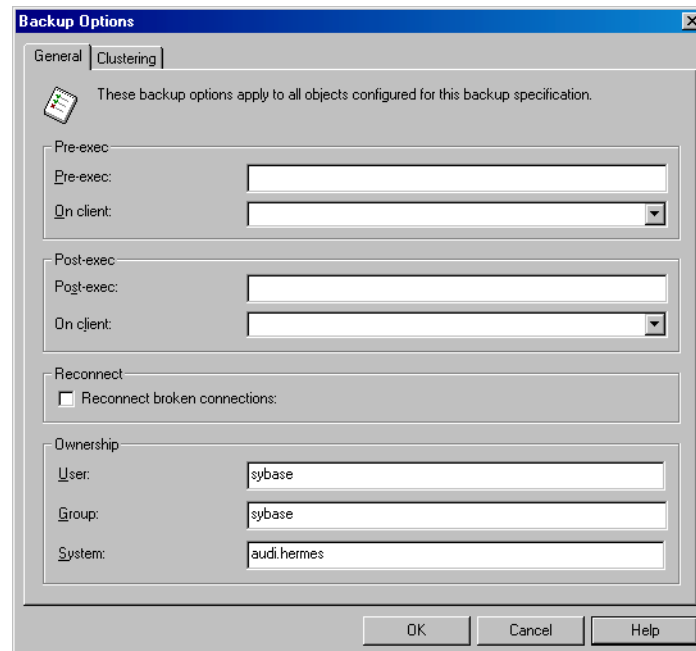 Backup Options
General
Clustering
These backup options apply to all objects configured for this backup specification.
Pre-exec
Pre-exec:
On client:
Post-exec
Post-exec:
On client:
Reconnect
Reconnect broken connections:
Ownership
User: sybase
Group: sybase
System: audi.hermes
OK Cancel Help